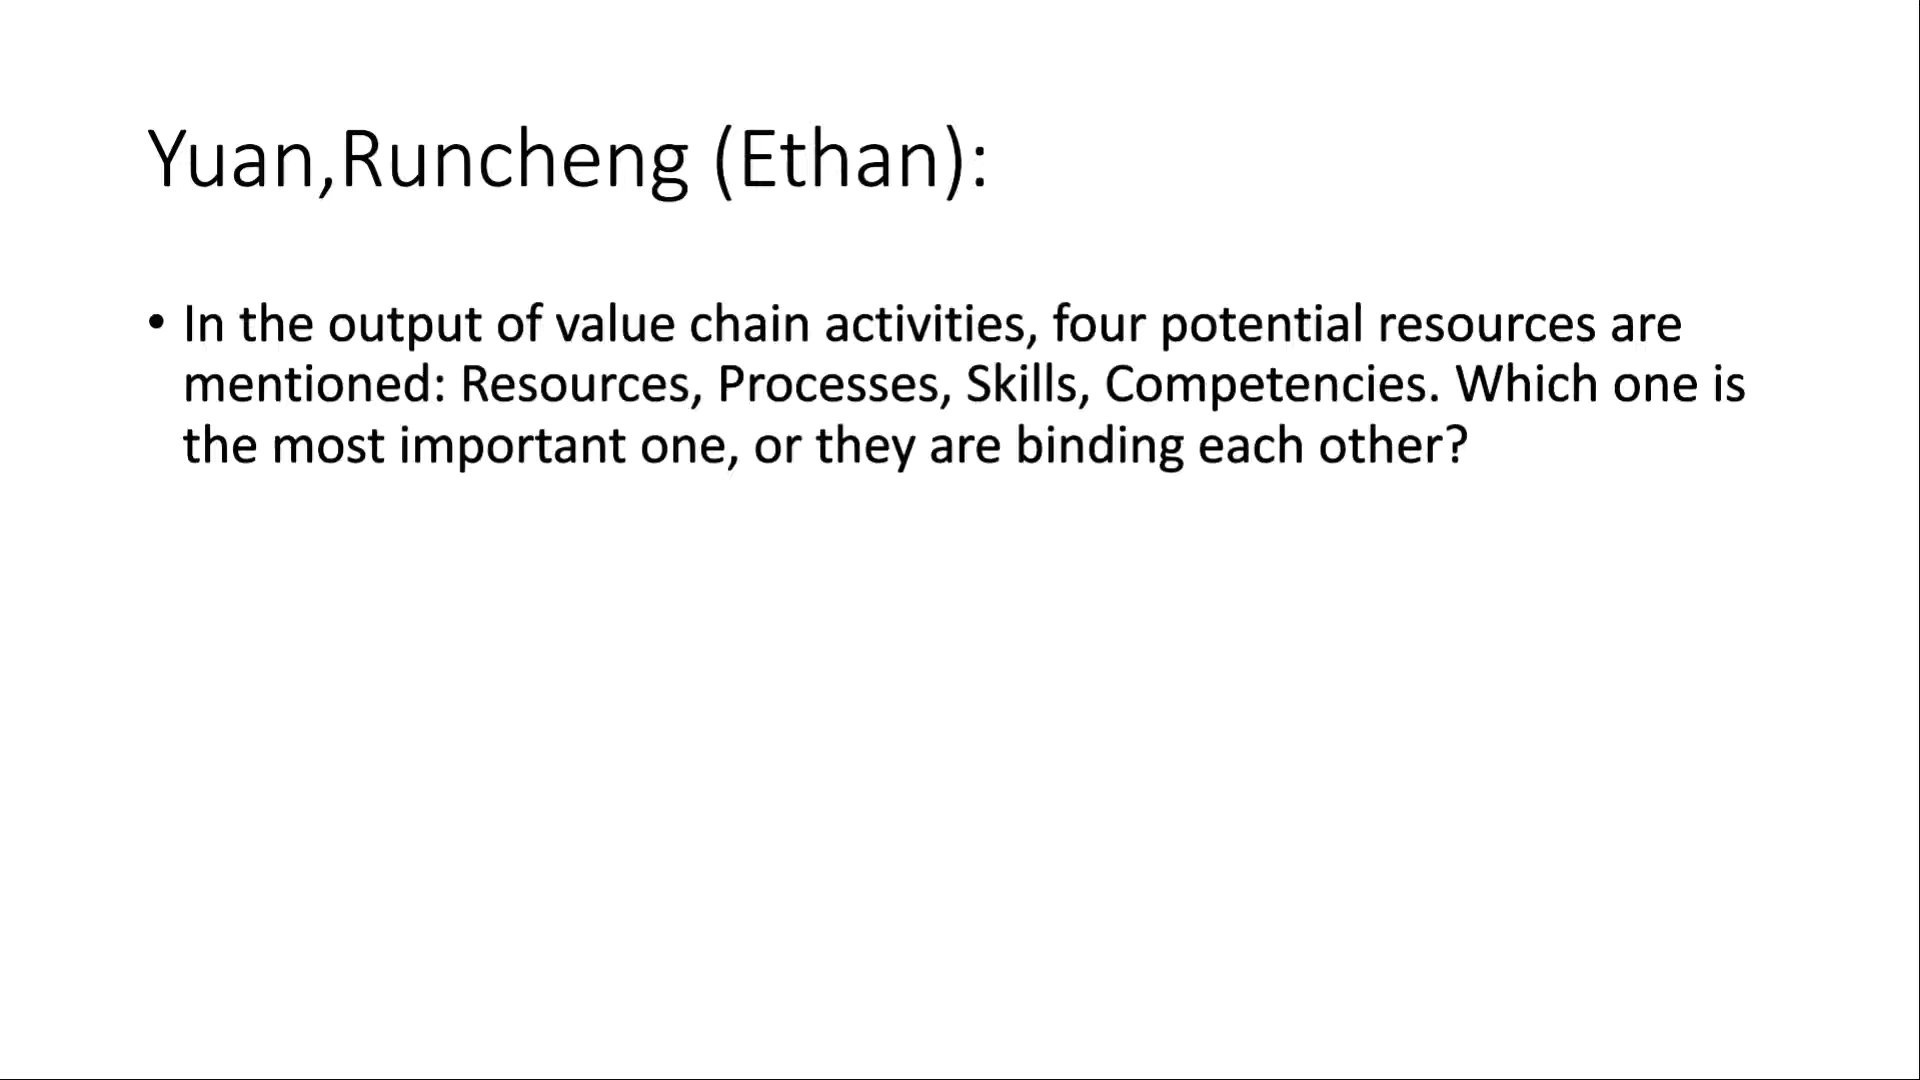 Yuan,Runcheng (Ethan):
• In the output of value chain activities, four potential resources are
mentioned: Resources, Processes, Skills, Competencies. Which one is
the most important one, or they are binding each other?